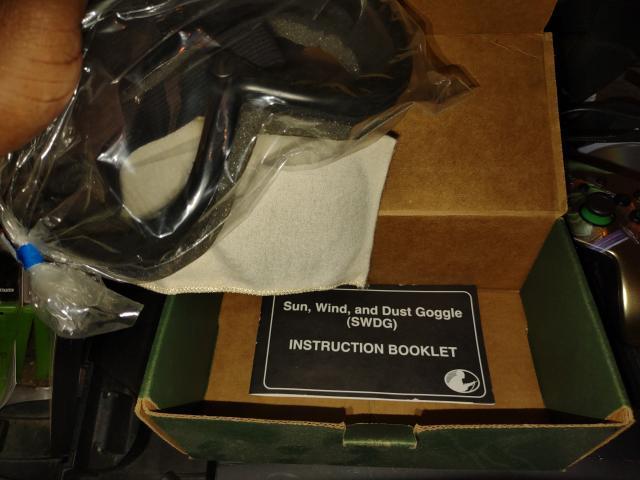 Sun, Wind, and Dust Goggle
(SWDG)
INSTRUCTION BOOKLET